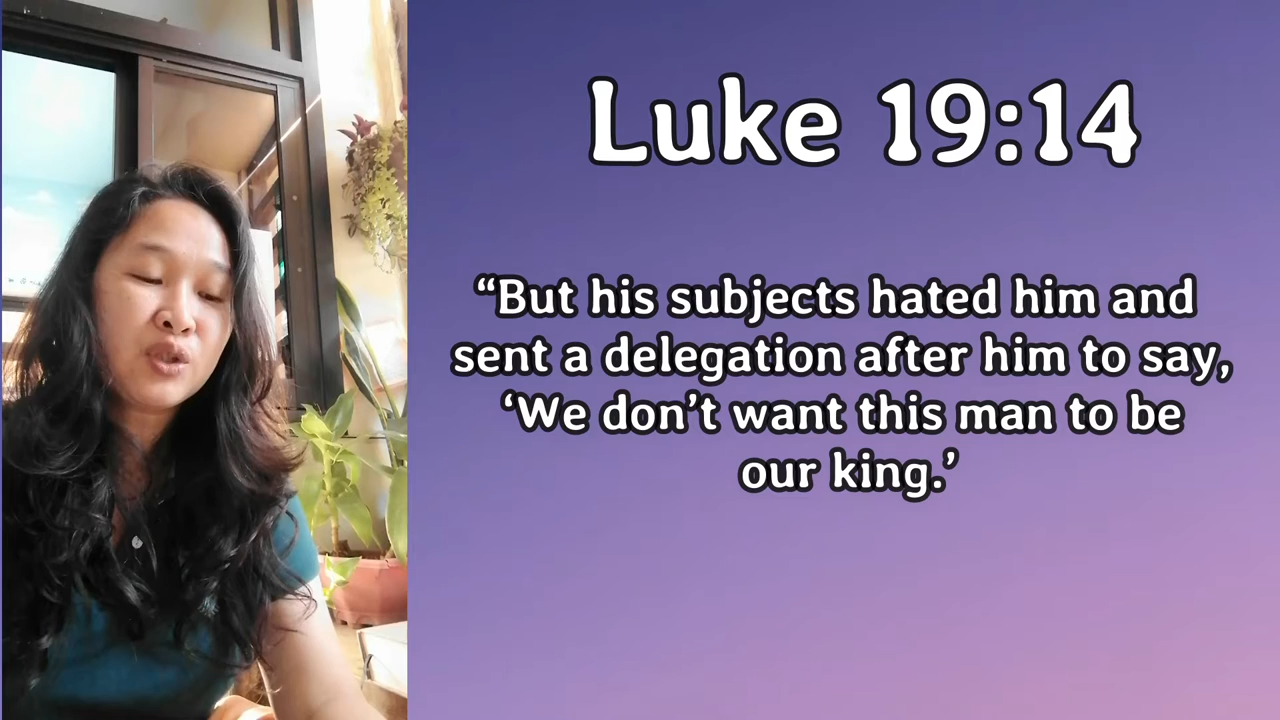 Luke 19:14
“But his subjects hated him and
sent a delegation after him to say,
‘We don’t want this man to be
our king.’